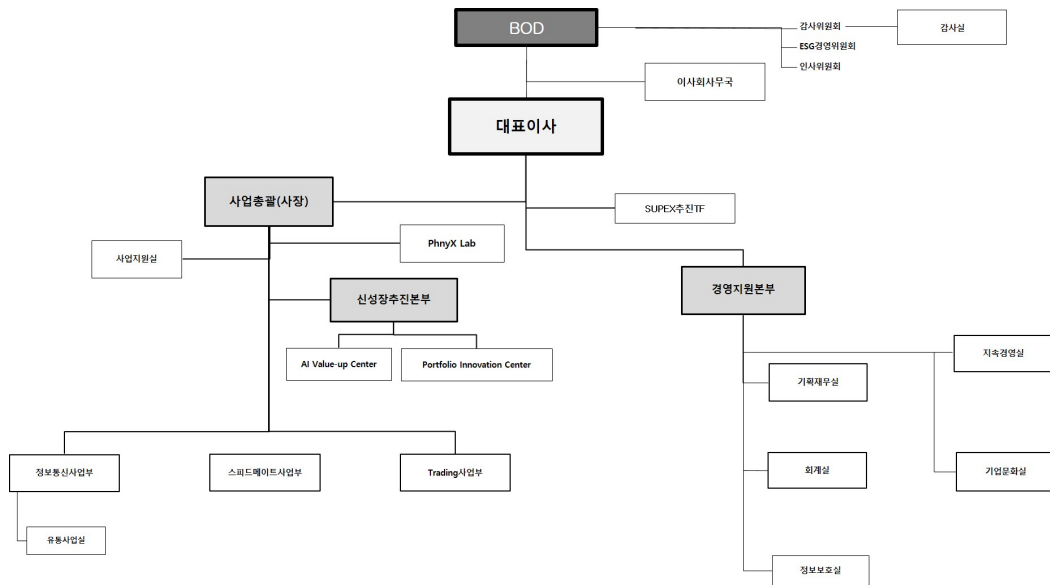 BOD
감사위원회
감사실
ESG경영위원회
인사위원회
이사회사무국
대표이사
사업총괄(사장)
SUPEX추진TF
PhnyX Lab
사업지원실
신성장추진본부
경영지원본부
AI Value-up Center
Portfolio Innovation Center
지속경영실
기획재무실
정보통신사업부
스피드메이트사업부
Trading사업부
회계실
기업문화실
유통사업실
정보보호실